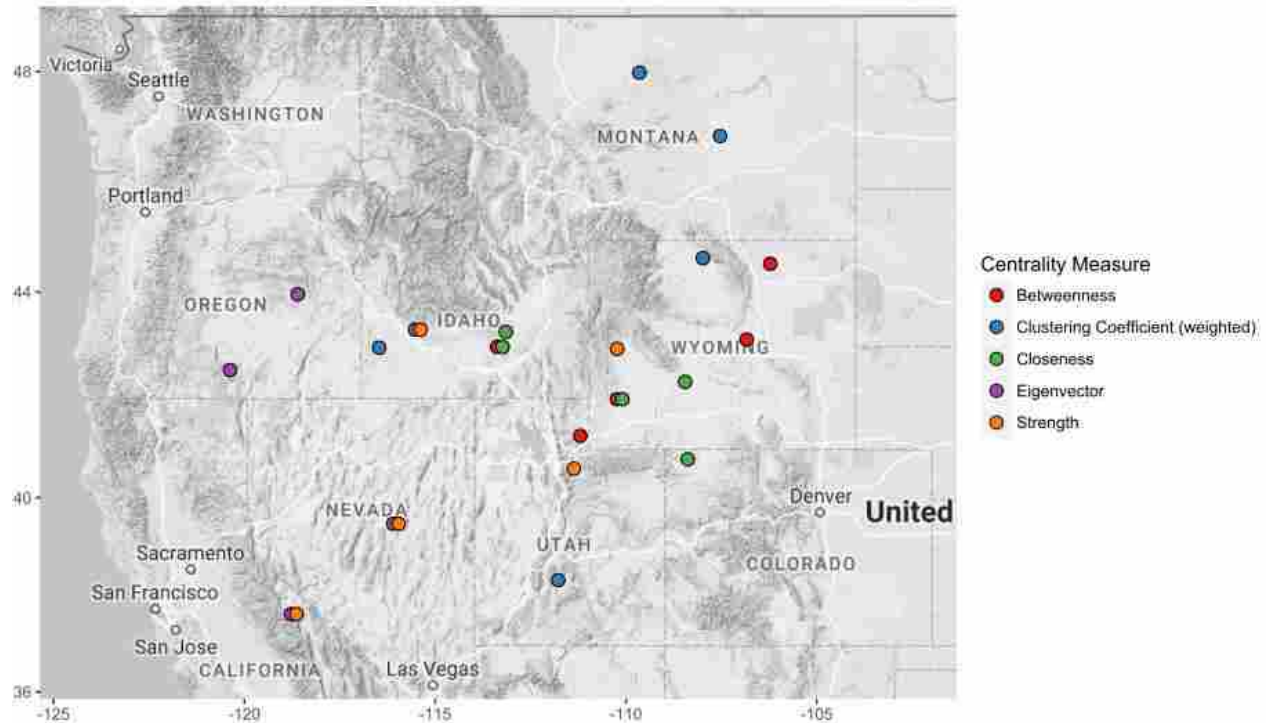 48
44
40
36
-125
-120
-115
-110
-105
Victoria
Seattle
WASHINGTON
MONTANA
Portland
OREGON
IDAHO
WYOMING
NEVADA
Denver
United
UTAH
COLORADO
Sacramento
San Francisco
San Jose
CALIFORNIA
Las Vegas
Centrality Measure
Betweenness
Clustering Coefficient (weighted)
Closeness
Eigenvector
Strength